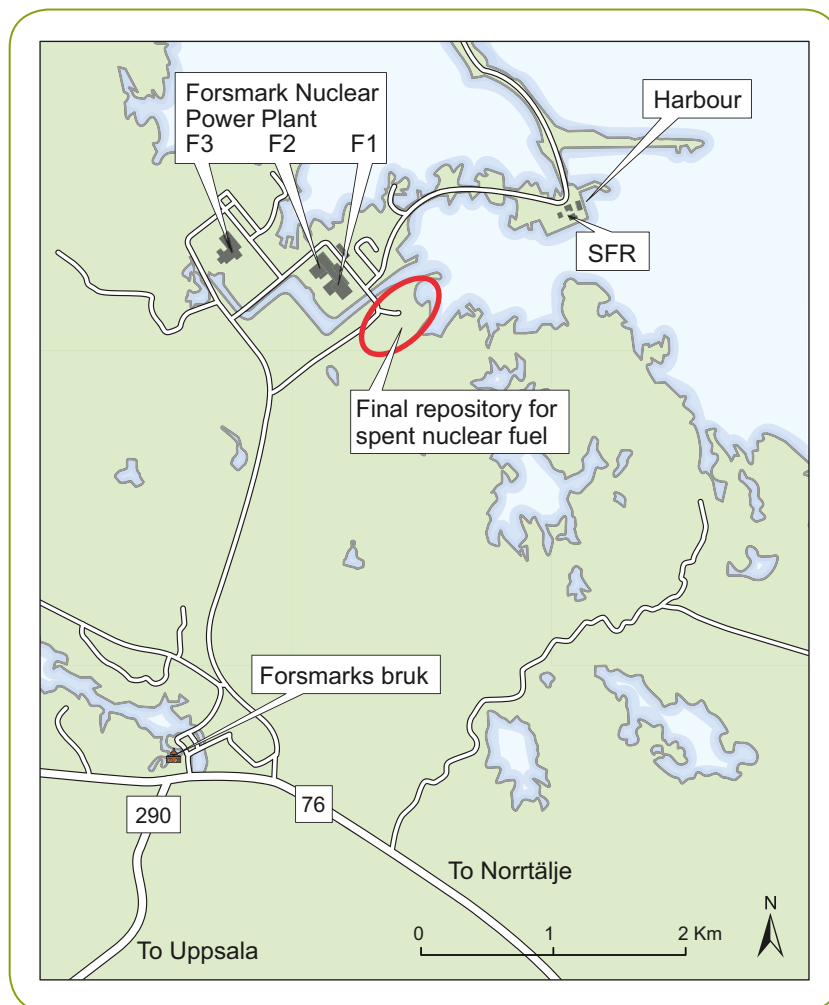 Forsmark Nuclear
Power Plant
F3 F2 F1
Harbour
SFR
Final repository for
spent nuclear fuel
Forsmarks bruk
290
76
To Norrtälje
To Uppsala
0 1 2 Km
N